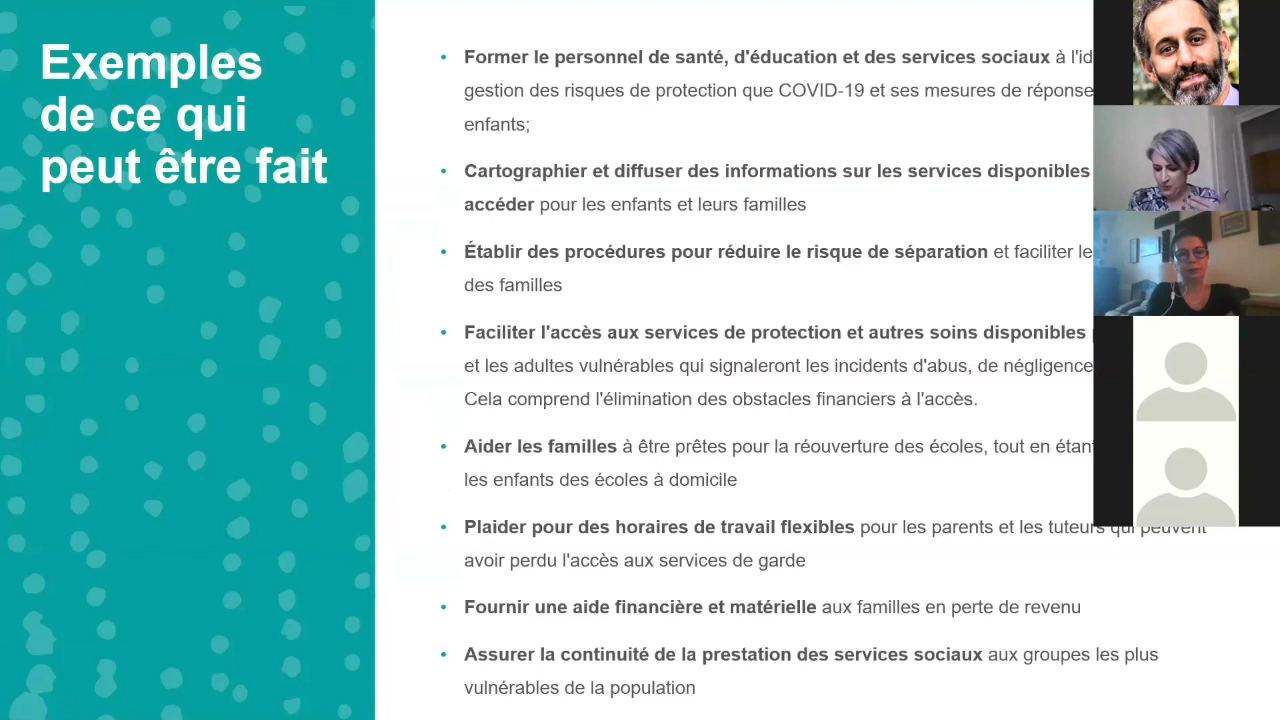 Exemples
de ce qui
peut être fait
• Former le personnel de santé, d'éducation et des services sociaux à
gestion des risques de protection que COVID-19 et ses mesures de réponse
enfants;
• Cartographier et diffuser des informations sur les services disponibles
accéder pour les enfants et leurs familles
• Établir des procédures pour réduire le risque de séparation et faciliter
des familles
• Faciliter l'accès aux services de protection et autres soins disponibles
et les adultes vulnérables qui signaleront les incidents d'abus, de négligence
Cela comprend l'élimination des obstacles financiers à l'accès.
• Aider les familles à être prêtes pour la réouverture des écoles, tout en
les enfants des écoles à domicile
• Plaider pour des horaires de travail flexibles pour les parents et les tuteurs qui peuvent
avoir perdu l'accès aux services de garde
• Fournir une aide financière et matérielle aux familles en perte de revenu
• Assurer la continuité de la prestation des services sociaux aux groupes les plus
vulnérables de la population